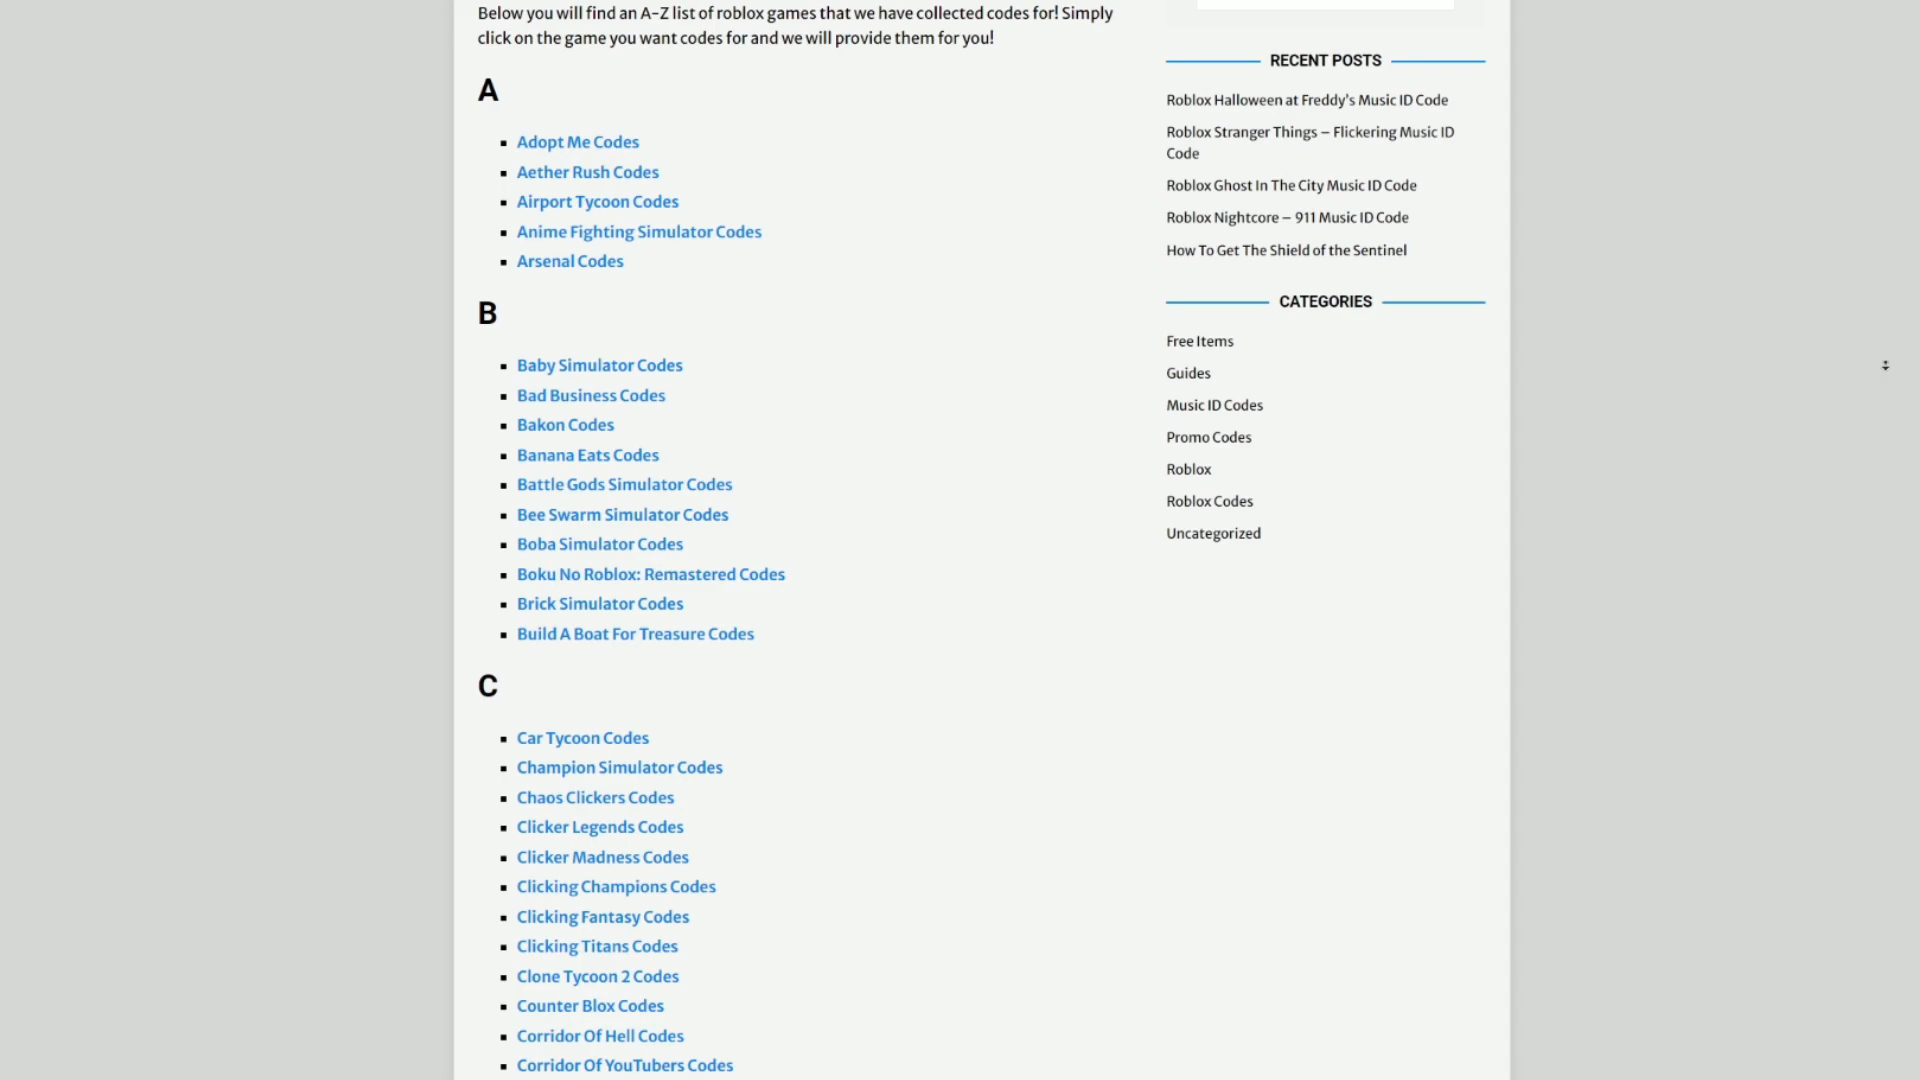 Below you will find an A-Z list of roblox games that we have collected codes for! Simply
click on the game you want codes for and we will provide them for you!
A
Adopt Me Codes
Aether Rush Codes
Airport Tycoon Codes
Anime Fighting Simulator Codes
Arsenal Codes
B
Baby Simulator Codes
Bad Business Codes
Bakon Codes
Banana Eats Codes
Battle Gods Simulator Codes
Bee Swarm Simulator Codes
Boba Simulator Codes
Boku No Roblox: Remastered Codes
Brick Simulator Codes
Build A Boat For Treasure Codes
C
Car Tycoon Codes
Champion Simulator Codes
Chaos Clickers Codes
Clicker Legends Codes
Clicker Madness Codes
Clicking Champions Codes
Clicking Fantasy Codes
Clicking Titans Codes
Clone Tycoon 2 Codes
Counter Blox Codes
Corridor Of Hell Codes
Corridor Of YouTubers Codes
RECENT POSTS
Roblox Halloween at Freddy's Music ID Code
Roblox Stranger Things – Flickering Music ID
Code
Roblox Ghost In The City Music ID Code
Roblox Nightcore – 911 Music ID Code
How To Get The Shield of the Sentinel
CATEGORIES
Free Items
Guides
Music ID Codes
Promo Codes
Roblox
Roblox Codes
Uncategorized